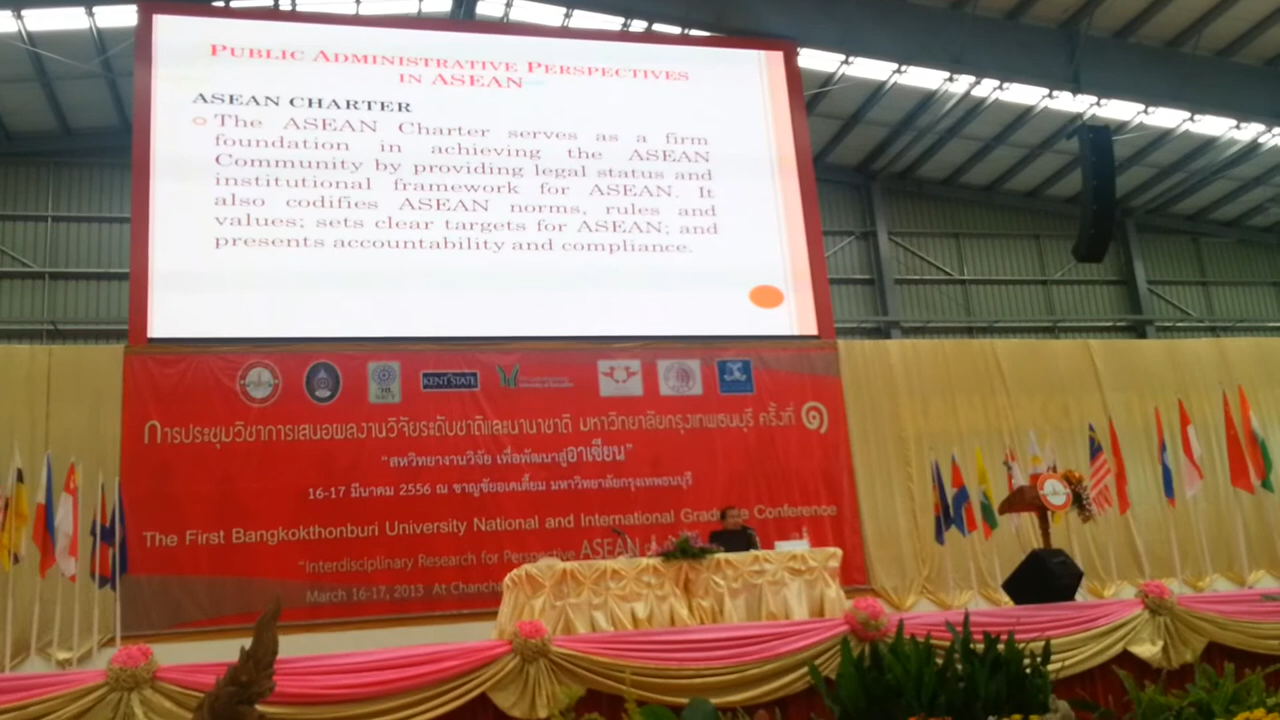 PUBLIC ADMINISTRATIVE PERSPECTIVES
IN ASEAN
ASEAN CHARTER
The ASEAN Charter serves as a firm
foundation in achieving the ASEAN
Community by providing legal status and
institutional framework for ASEAN. It
also codifies ASEAN norms, rules and
values; sets clear targets for ASEAN; and
presents accountability and compliance.
KENT STATE
การประชุมวิชาการเสนอผลงานวิจัยระดับชาติและนานาชาติ มหาวิทยาลัยกรุงเทพธนบุรี ครั้งที่ ๑
"สหวิทยางานวิจัย เพื่อพัฒนาสู่อาเซียน"
16-17 มีนาคม 2556 ณ ชาญชัยอคเดี้ยม มหาวิทยาลัยกรุงเทพธนบุรี
The First Bangkokthonburi University National and International Graduate Conference
"Interdisciplinary Research for Perspective ASEAN
March 16-17, 2013 At Chancha